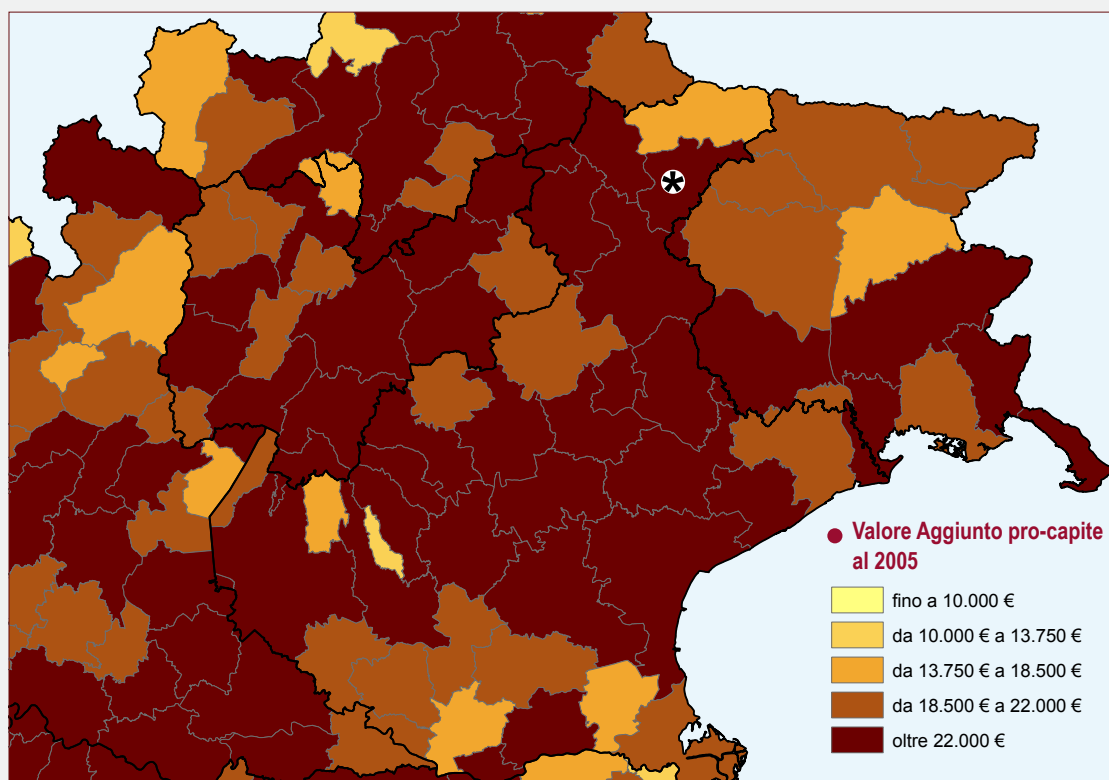 Valore Aggiunto pro-capite
al 2005
fino a 10.000 €
da 10.000 € a 13.750 €
da 13.750 € a 18.500 €
da 18.500 € a 22.000 €
oltre 22.000 €